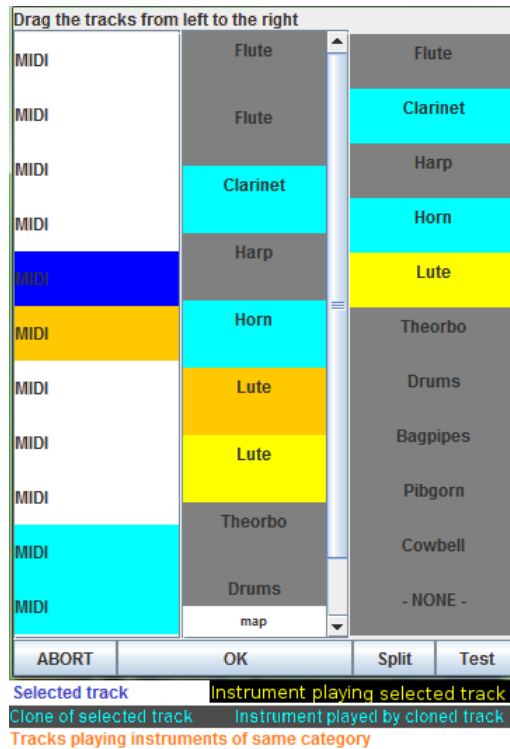 Drag the tracks from left to the right
MIDI
MIDI
MIDI
MIDI
MIDI
MIDI
MIDI
MIDI
MIDI
MIDI
MIDI
Flute
Flute
Clarinet
Harp
Horn
Lute
Lute
Theorbo
Drums
map
Flute
Clarinet
Harp
Horn
Lute
Theorbo
Drums
Bagpipes
Pibgorn
Cowbell
- NONE -
ABORT OK Split Test
Selected track Instrument playing selected track
Clone of selected track Instrument played by cloned track
Tracks playing instruments of same category